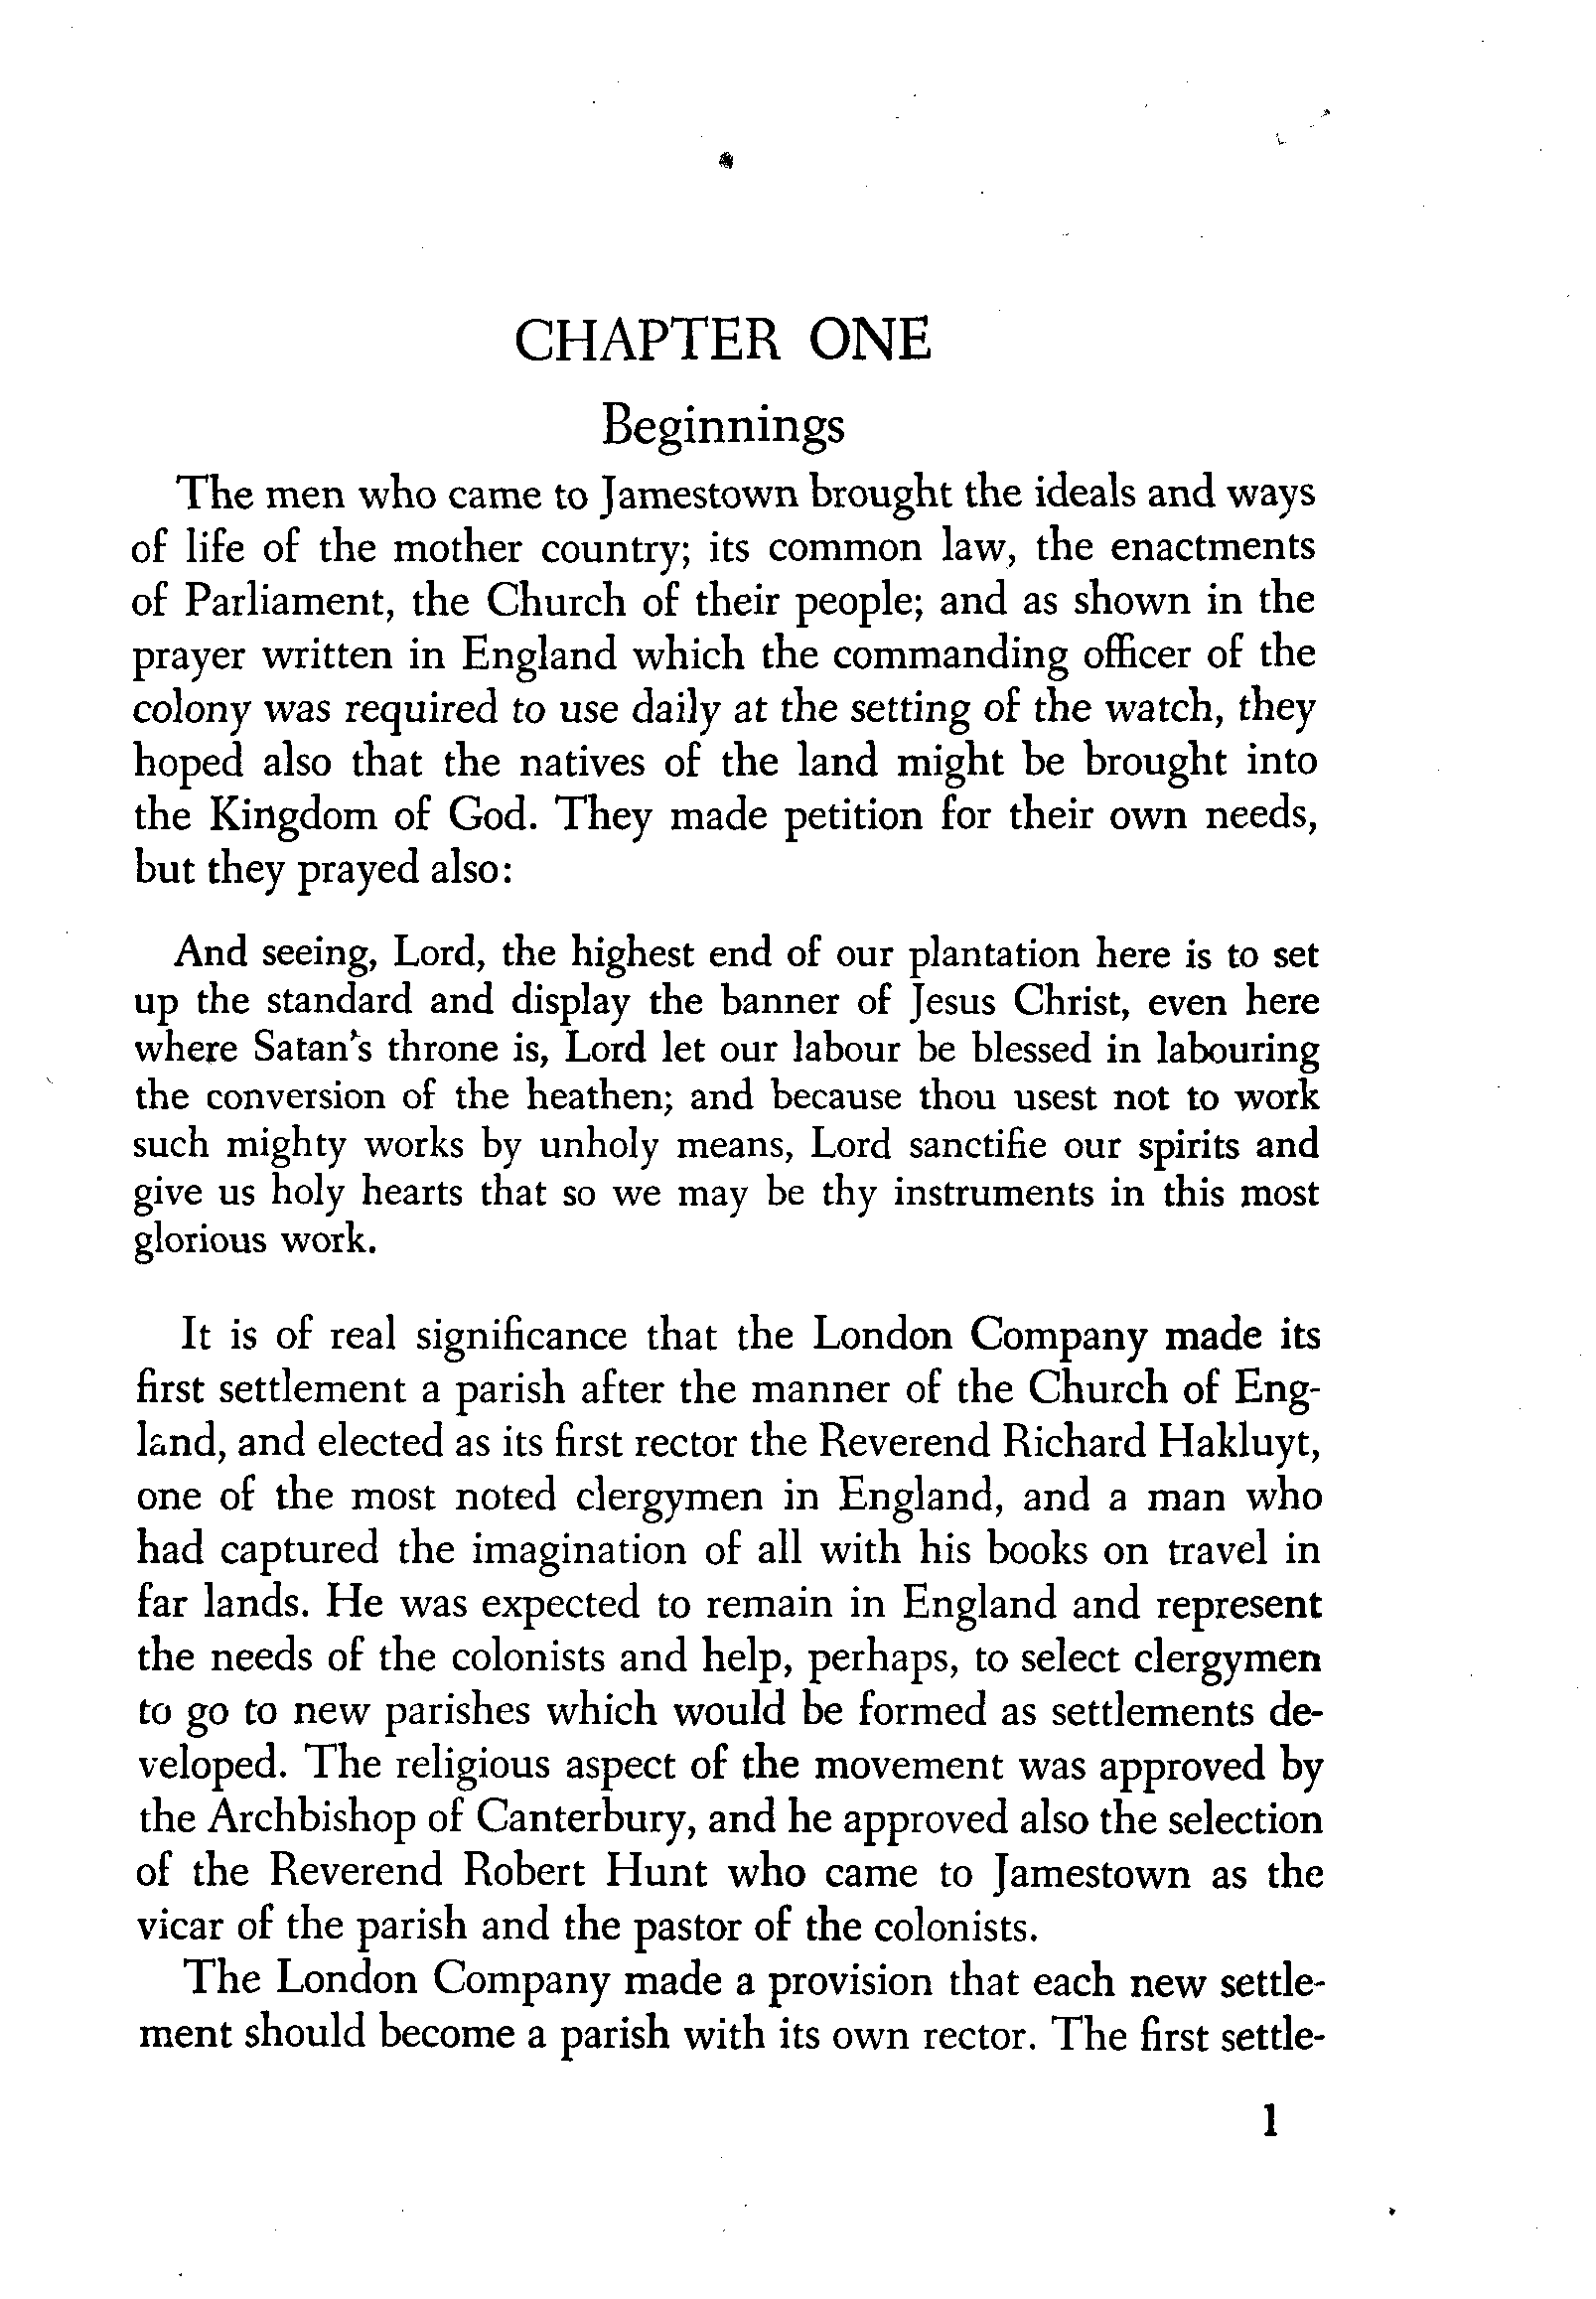 CHAPTER ONE
Beginnings
The men who came to Jamestown brought the ideals and ways
of life of the mother country; its common law, the enactments
of Parliament, the Church of their people; and as shown in the
prayer written in England which the commanding officer of the
colony was required to use daily at the setting of the watch, they
hoped also that the natives of the land might be brought into
the Kingdom of God. They made petition for their own needs,
but they prayed also:
And seeing, Lord, the highest end of our plantation here is to set
up the standard and display the banner of Jesus Christ, even here
where Satan's throne is, Lord let our labour be blessed in labouring
the conversion of the heathen; and because thou usest not to work
such mighty works by unholy means, Lord sanctifie our spirits and
give us holy hearts that so we may be thy instruments in this most
glorious work.
It is of real significance that the London Company made its
first settlement a parish after the manner of the Church of Eng-
land, and elected as its first rector the Reverend Richard Hakluyt,
one of the most noted clergymen in England, and a man who
had captured the imagination of all with his books on travel in
far lands. He was expected to remain in England and represent
the needs of the colonists and help, perhaps, to select clergymen
to go to new parishes which would be formed as settlements de-
veloped. The religious aspect of the movement was approved by
the Archbishop of Canterbury, and he approved also the selection
of the Reverend Robert Hunt who came to Jamestown as the
vicar of the parish and the pastor of the colonists.
The London Company made a provision that each new settle-
ment should become a parish with its own rector. The first settle-
1